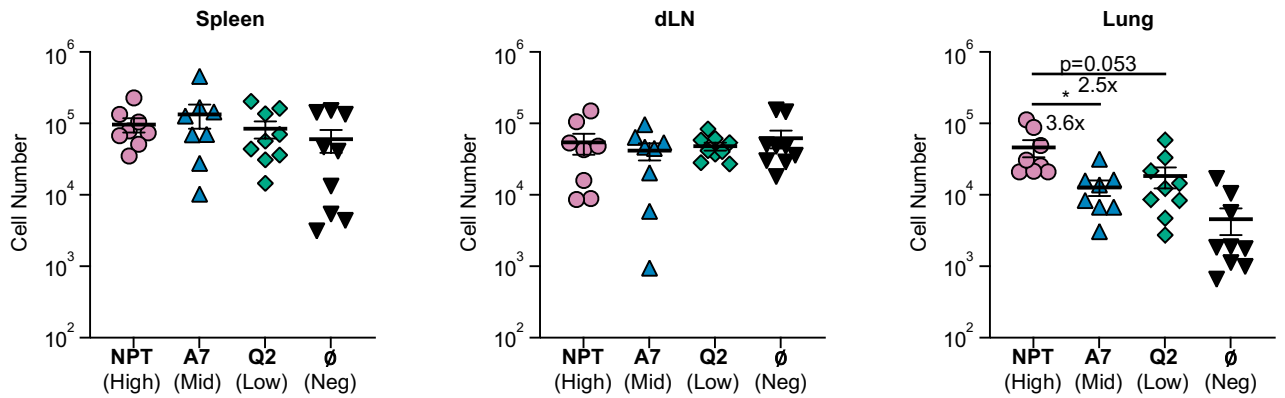 Spleen
Cell Number
10^6
10^5
10^4
10^3
10^2
NPT A7 Q2 ø
(High) (Mid) (Low) (Neg)
dLN
Cell Number
10^6
10^5
10^4
10^3
10^2
NPT A7 Q2 ø
(High) (Mid) (Low) (Neg)
Lung
Cell Number
10^6
10^5
10^4
10^3
10^2
p=0.053
2.5x
*
3.6x
NPT A7 Q2 ø
(High) (Mid) (Low) (Neg)